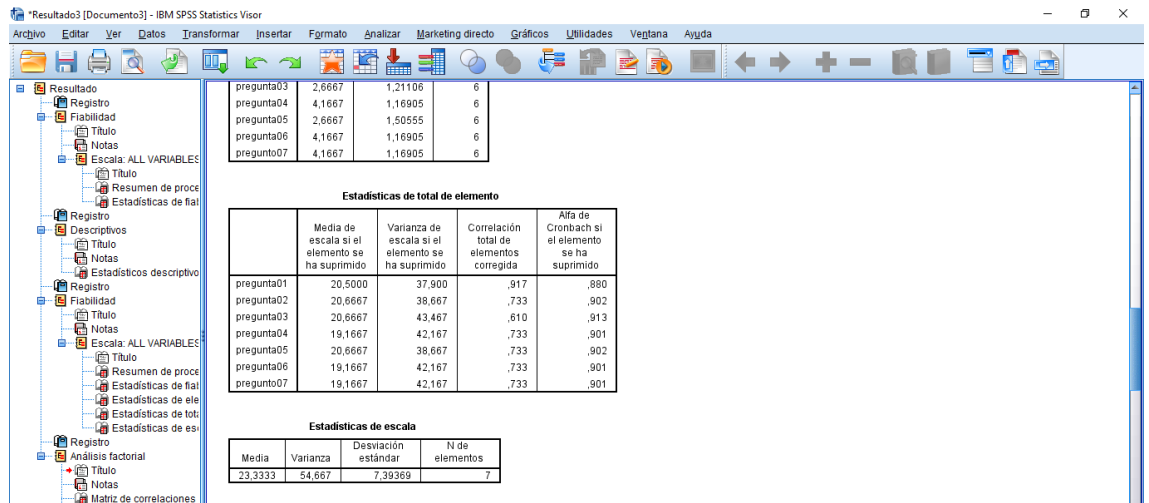 *Resultado3 [Documento3] - IBM SPSS Statistics Visor
Archivo Editar Ver Datos Transformar Insertar Formato Analizar Marketing directo Gráficos Utilidades Ventana Ayuda
Resultado
Registro
Fiabilidad
Título
Notas
Escala: ALL VARIABLES
Título
Resumen de proce
Estadísticas de fial
Registro
Descriptivos
Título
Notas
Estadísticos descriptivo
Registro
Fiabilidad
Título
Notas
Escala: ALL VARIABLES
Título
Resumen de proce
Estadísticas de fial
Estadísticas de ele
Estadísticas de tota
Estadísticas de es
Registro
Análisis factorial
Título
Notas
Matriz de correlaciones
pregunta03 2,6667 1,21106 6
pregunta04 4,1667 1,16905 6
pregunta05 2,6667 1,50555 6
pregunta06 4,1667 1,16905 6
pregunto07 4,1667 1,16905 6
Estadísticas de total de elemento
Media de escala si el elemento se ha suprimido Varianza de escala si el elemento se ha suprimido Correlación total de elementos corregida Alfa de Cronbach si el elemento se ha suprimido
pregunta01 20,5000 37,900 ,917 ,880
pregunta02 20,6667 38,667 ,733 ,902
pregunta03 20,6667 43,467 ,610 ,913
pregunta04 19,1667 42,167 ,733 ,901
pregunta05 20,6667 38,667 ,733 ,902
pregunta06 19,1667 42,167 ,733 ,901
pregunto07 19,1667 42,167 ,733 ,901
Estadísticas de escala
Media Varianza Desviación estándar N de elementos
23,3333 54,667 7,39369 7